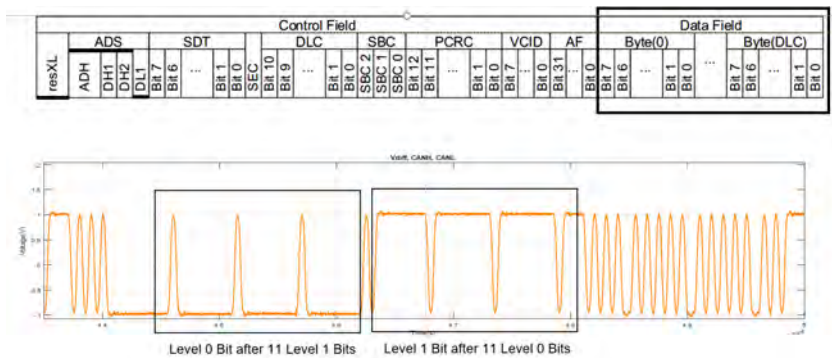 Control Field
Data Field
ADS SDT DLC SBC PCRC VCID AF Byte(0) Byte(DLC)
resXL ADH DH1 DH2 DL1 Bit 7 Bit 6 ... Bit 1 Bit 0 SEC Bit 10 Bit 9 ... Bit 1 Bit 0 SBC 2 SBC 1 SBC 0 Bit 12 Bit 11 ... Bit 1 Bit 0 Bit 7 ... Bit 0 Bit 31 ... Bit 0 Bit 7 Bit 6 ... Bit 1 Bit 0 ... Bit 7 Bit 6 ... Bit 1 Bit 0
Vdiff, CANH, CANL
Voltage(V)
Level 0 Bit after 11 Level 1 Bits
Level 1 Bit after 11 Level 0 Bits